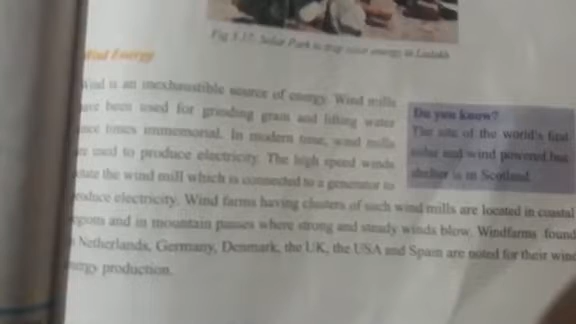 Fig 5.17: Solar Park to trap solar energy in Ladakh
Wind Energy
Wind is an inexhaustible source of energy. Wind mills
have been used for grinding grain and lifting water
since times immemorial. In modern time, wind mills
are used to produce electricity. The high speed winds
rotate the wind mill which is connected to a generator to
produce electricity. Wind farms having clusters of such wind mills are located in coastal
regions and in mountain passes where strong and steady winds blow. Windfarms found
Netherlands, Germany, Denmark, the UK, the USA and Spain are noted for their wind
energy production.
Do you know?
The site of the world's first
solar and wind powered bus
shelter is in Scotland.